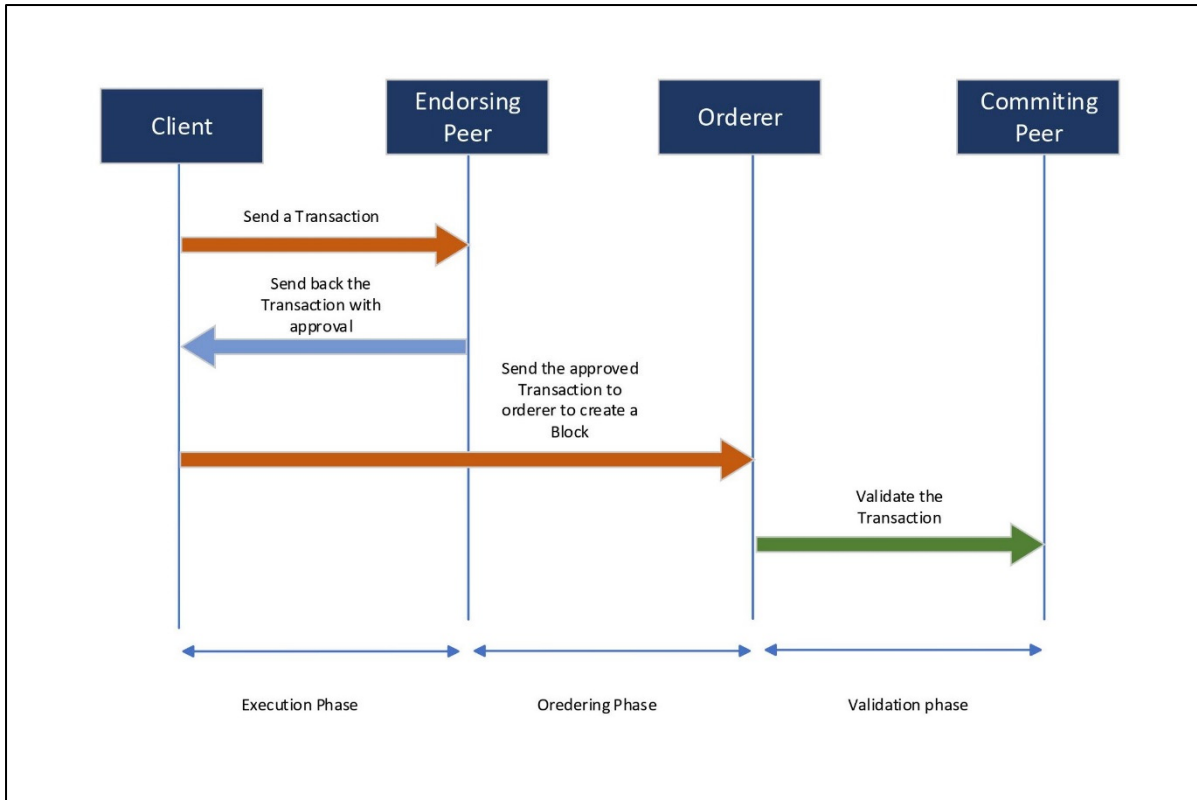 Client
Endorsing
Peer
Orderer
Commiting
Peer
Send a Transaction
Send back the
Transaction with
approval
Send the approved
Transaction to
orderer to create a
Block
Validate the
Transaction
Execution Phase
Oredering Phase
Validation phase